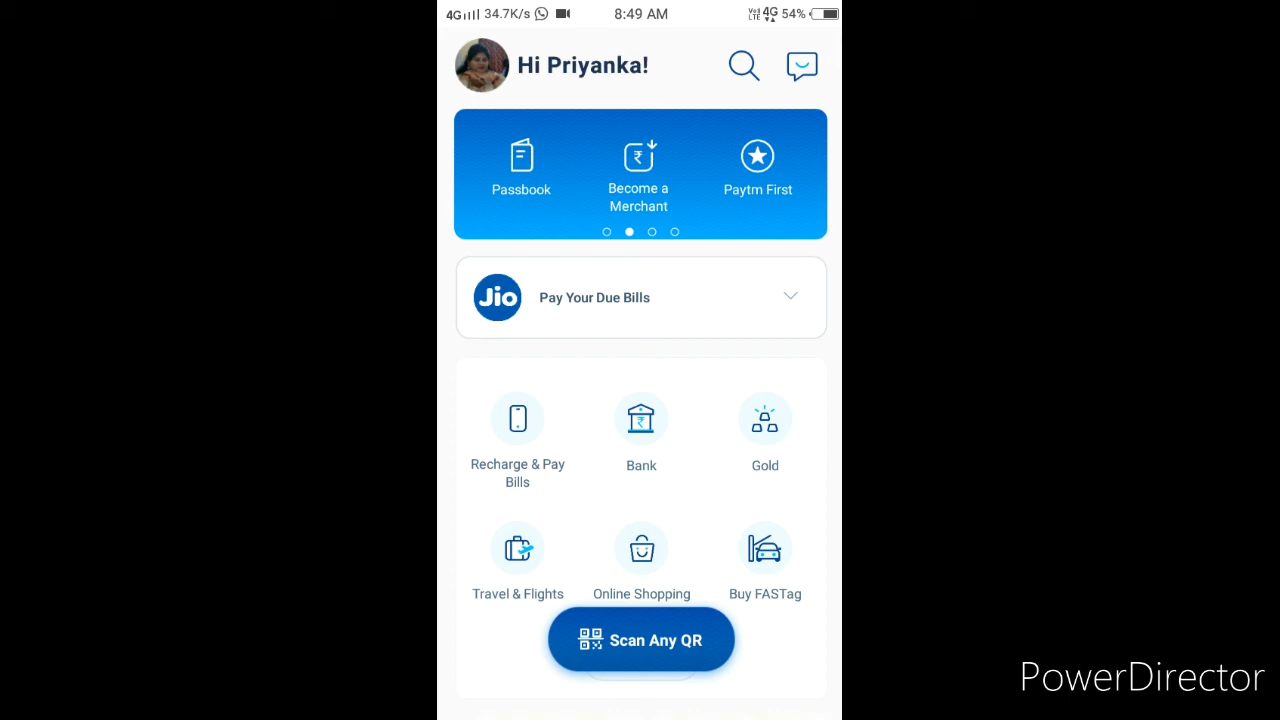 4G 34.7K/s 8:49 AM VoLTE 4G 54%
Hi Priyanka!
Passbook
Become a
Merchant
Paytm First
Jio Pay Your Due Bills
Recharge & Pay
Bills
Bank
Gold
Travel & Flights
Online Shopping
Buy FASTag
Scan Any QR
PowerDirector